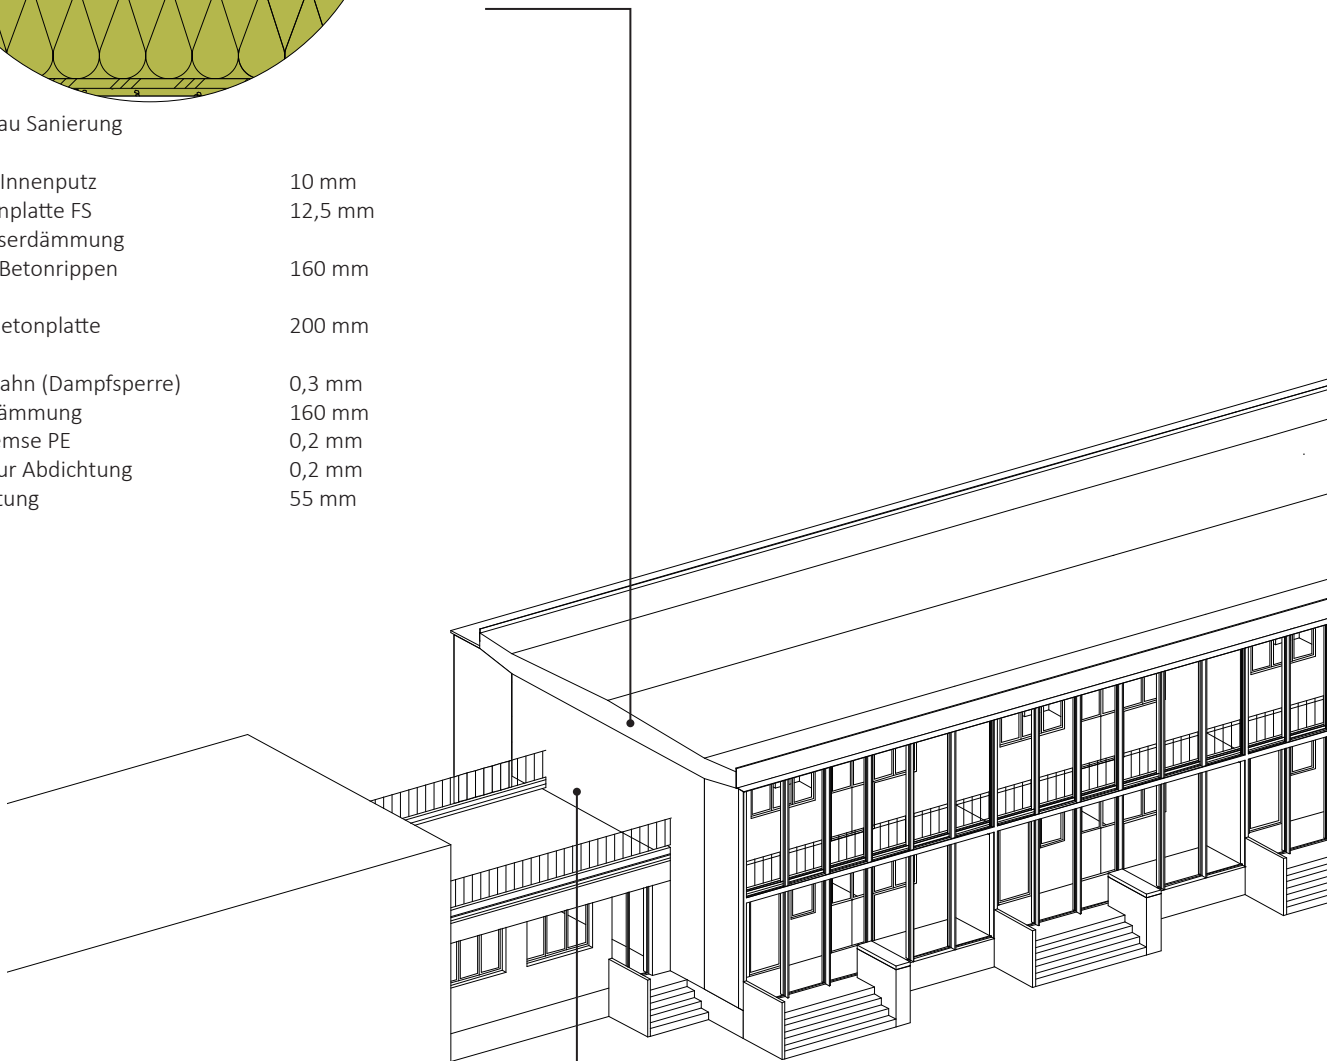 au Sanierung
Innenputz 10 mm
nplatte FS 12,5 mm
serdämmung
Betonrippen 160 mm
etonplatte 200 mm
ahn (Dampfsperre) 0,3 mm
ämmung 160 mm
emse PE 0,2 mm
ur Abdichtung 0,2 mm
tung 55 mm